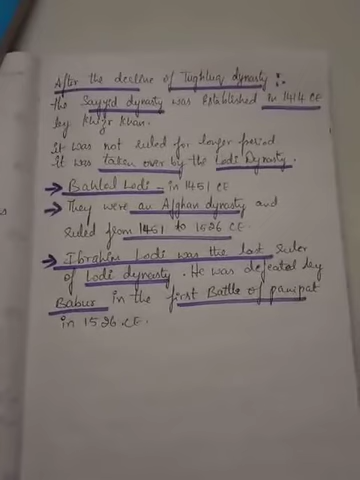 After the decline of Tughluq dynasty :.
the Sayyid dynasty was established in 1414 CE
by Khizr Khan.
it was not ruled for longer period
it was taken over by the Lodi Dynasty.
→ Bahlol Lodi - in 1451 CE
→ They were an Afghan dynasty and
ruled from 1451 to 1526 CE.
→ Ibrahim Lodi was the last ruler
of Lodi dynasty. He was defeated by
Babur in the first Battle of panipat
in 1526 CE.